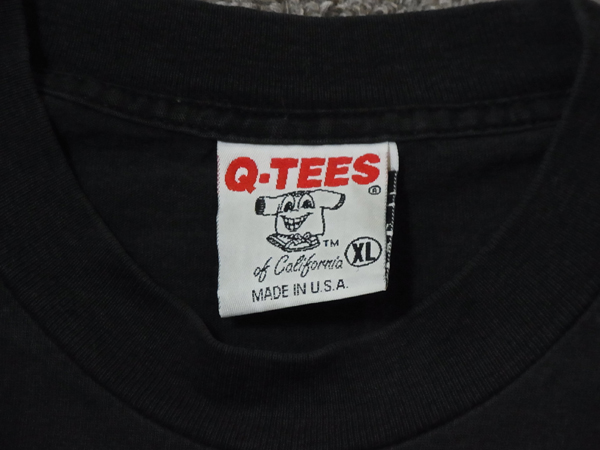 Q-TEES
®
TM
of California
XL
MADE IN U.S.A.